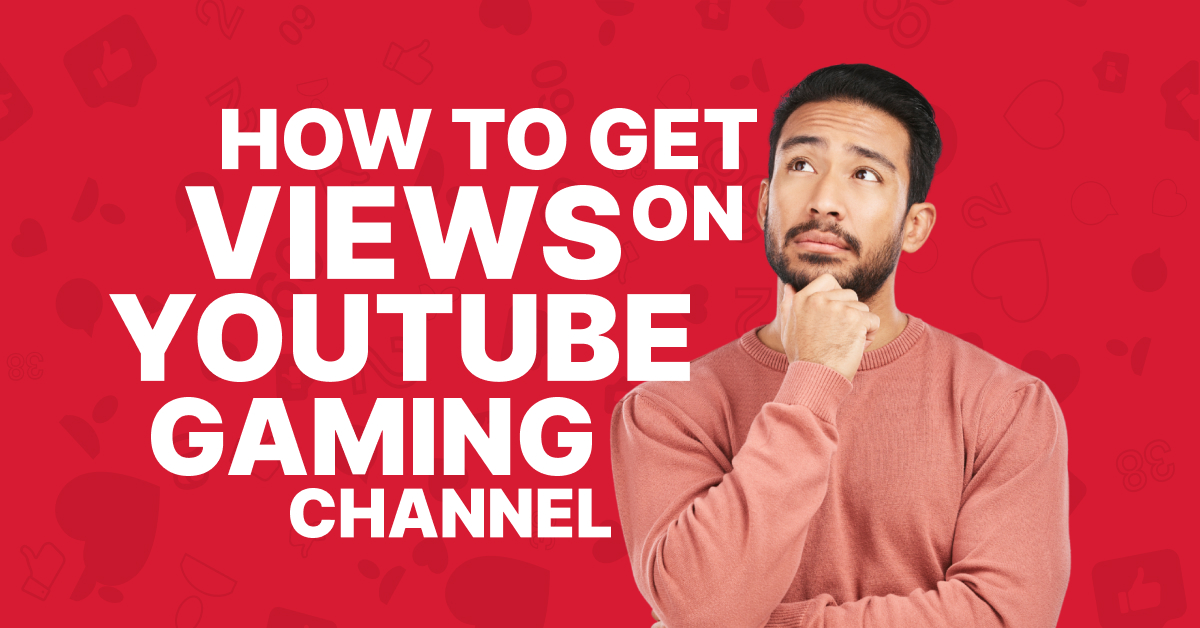 HOW TO GET
VIEWS ON
YOUTUBE
GAMING
CHANNEL